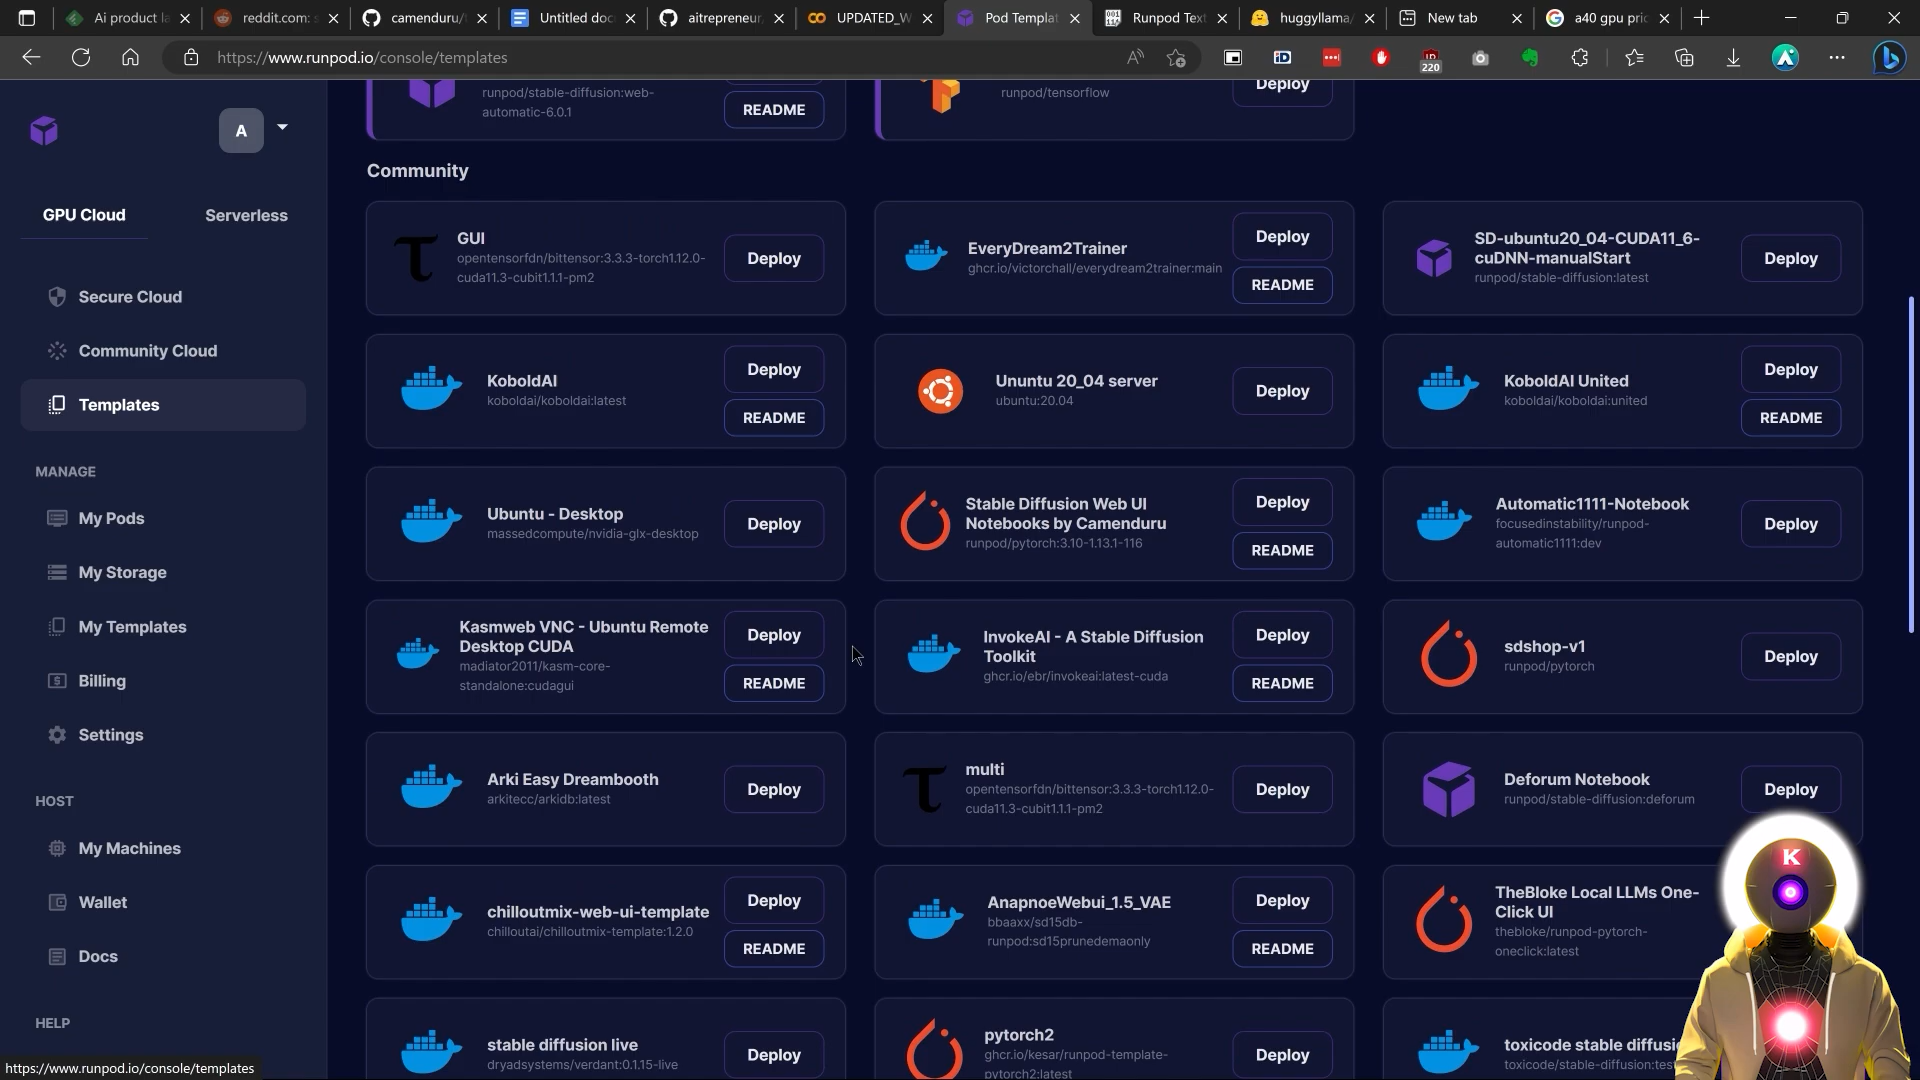 Ai product la
reddit.com: s
camenduru/
Untitled doc
aitrepreneur,
UPDATED_W
Pod Templat
Runpod Text
huggyllama/
New tab
a40 gpu pric
https://www.runpod.io/console/templates
220
A
GPU Cloud
Serverless
Secure Cloud
Community Cloud
Templates
MANAGE
My Pods
My Storage
My Templates
Billing
Settings
HOST
My Machines
Wallet
Docs
HELP
https://www.runpod.io/console/templates
runpod/stable-diffusion:web-
automatic-6.0.1
README
runpod/tensorflow
Deploy
Community
GUI
opentensorfdn/bittensor:3.3.3-torch1.12.0-
cuda11.3-cubit1.1.1-pm2
Deploy
EveryDream2Trainer
ghcr.io/victorchall/everydream2trainer:main
Deploy
README
SD-ubuntu20_04-CUDA11_6-
cuDNN-manualStart
runpod/stable-diffusion:latest
Deploy
KoboldAI
koboldai/koboldai:latest
Deploy
README
Ununtu 20_04 server
ubuntu:20.04
Deploy
KoboldAI United
koboldai/koboldai:united
Deploy
README
Ubuntu - Desktop
massedcompute/nvidia-glx-desktop
Deploy
Stable Diffusion Web UI
Notebooks by Camenduru
runpod/pytorch:3.10-1.13.1-116
Deploy
README
Automatic1111-Notebook
focusedinstability/runpod-
automatic1111:dev
Deploy
Kasmweb VNC - Ubuntu Remote
Desktop CUDA
madiator2011/kasm-core-
standalone:cudagui
Deploy
README
InvokeAI - A Stable Diffusion
Toolkit
ghcr.io/ebr/invokeai:latest-cuda
Deploy
README
sdshop-v1
runpod/pytorch
Deploy
Arki Easy Dreambooth
arkitecc/arkidb:latest
Deploy
multi
opentensorfdn/bittensor:3.3.3-torch1.12.0-
cuda11.3-cubit1.1.1-pm2
Deploy
Deforum Notebook
runpod/stable-diffusion:deforum
Deploy
chilloutmix-web-ui-template
chilloutai/chilloutmix-template:1.2.0
Deploy
README
AnapnoeWebui_1.5_VAE
bbaaxx/sd15db-
runpod:sd15prunedemaonly
Deploy
README
TheBloke Local LLMs One-
Click UI
thebloke/runpod-pytorch-
oneclick:latest
stable diffusion live
dryadsystems/verdant:0.1.15-live
Deploy
pytorch2
ghcr.io/kesar/runpod-template-
pytorch2:latest
Deploy
toxicode stable diffusi
toxicode/stable-diffusion:test
K